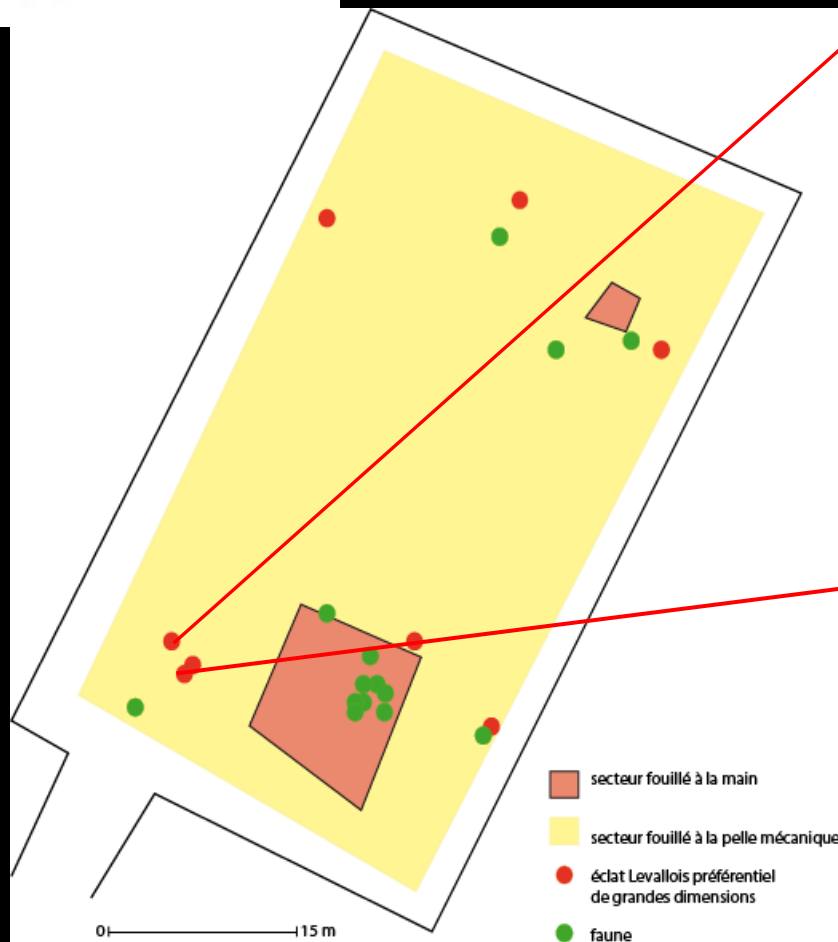 secteur fouillé à la main
secteur fouillé à la pelle mécanique
éclat Levallois préférentiel
de grandes dimensions
0 15 m
faune